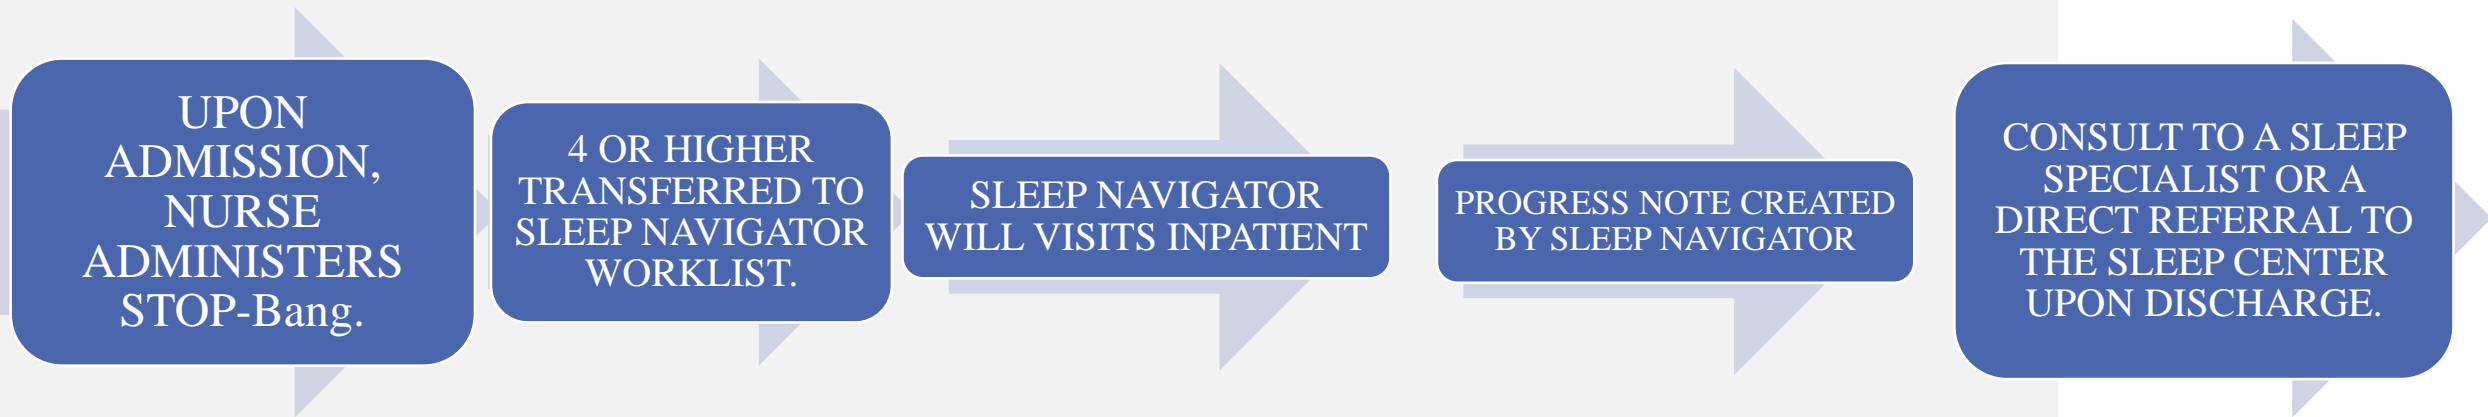 UPON
ADMISSION,
NURSE
ADMINISTERS
STOP-Bang.
4 OR HIGHER
TRANSFERRED TO
SLEEP NAVIGATOR
WORKLIST.
SLEEP NAVIGATOR
WILL VISITS INPATIENT
PROGRESS NOTE CREATED
BY SLEEP NAVIGATOR
CONSULT TO A SLEEP
SPECIALIST OR A
DIRECT REFERRAL TO
THE SLEEP CENTER
UPON DISCHARGE.